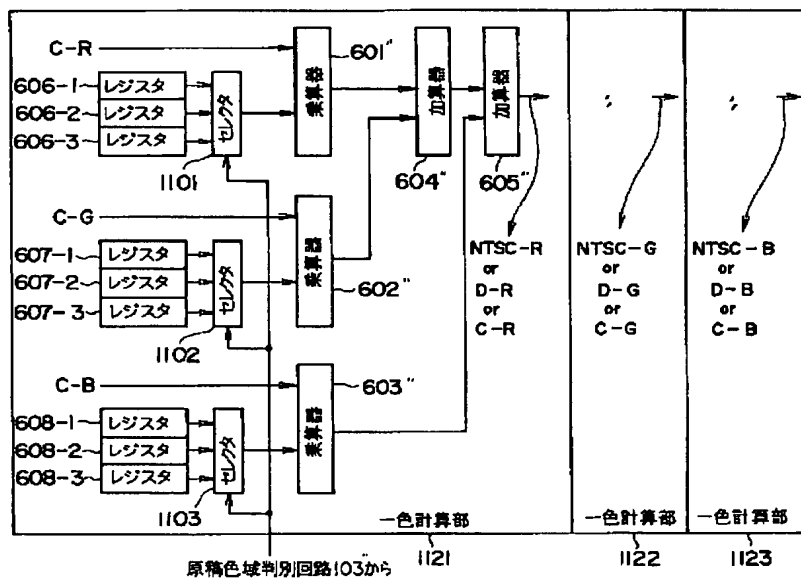 C-R
601"
606-1 レジスタ
606-2 レジスタ
606-3 レジスタ
セレクタ
乗算器
加算器
加算器
1101
604"
605"
C-G
607-1 レジスタ
607-2 レジスタ
607-3 レジスタ
セレクタ
乗算器
602"
1102
NTSC-R
or
D-R
or
C-R
NTSC-G
or
D-G
or
C-G
NTSC-B
or
D-B
or
C-B
C-B
603"
608-1 レジスタ
608-2 レジスタ
608-3 レジスタ
セレクタ
乗算器
1103
一色計算部
一色計算部
一色計算部
1121
1122
1123
原稿色域判別回路103"から